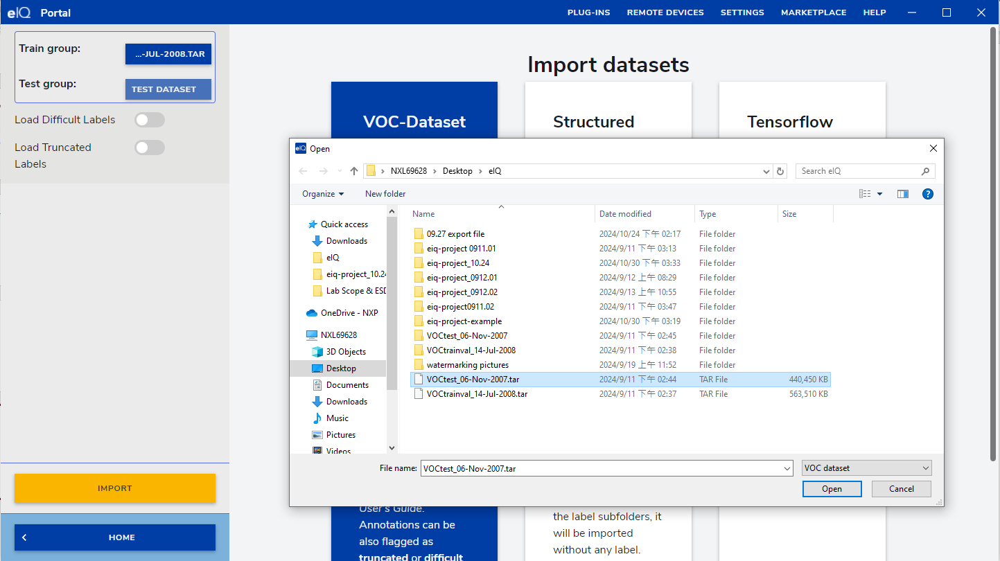 eIQ Portal PLUG-INS REMOTE DEVICES SETTINGS MARKETPLACE HELP
Train group: ...-JUL-2008.TAR
Test group: TEST DATASET
Load Difficult Labels
Load Truncated
Labels
IMPORT
HOME
Import datasets
VOC-Dataset Structured Tensorflow
eIQ Open
NXL69628 Desktop eIQ Search eIQ
Organize New folder
Quick access
Downloads
eIQ
eiq-project_10.24
Lab Scope & ESD
OneDrive - NXP
NXL69628
3D Objects
Desktop
Documents
Downloads
Music
Pictures
Videos
Name Date modified Type Size
09.27 export file 2024/10/24 下午 02:17 File folder
eiq-project 0911.01 2024/9/11 下午 03:13 File folder
eiq-project_10.24 2024/10/30 下午 03:33 File folder
eiq-project_0912.01 2024/9/12 上午 08:29 File folder
eiq-project_0912.02 2024/9/13 上午 10:55 File folder
eiq-project0911.02 2024/9/11 下午 03:47 File folder
eiq-project-example 2024/10/30 下午 03:19 File folder
VOCtest_06-Nov-2007 2024/9/11 下午 02:45 File folder
VOCtrainval_14-Jul-2008 2024/9/11 下午 02:38 File folder
watermarking pictures 2024/9/19 上午 11:52 File folder
VOCtest_06-Nov-2007.tar 2024/9/11 下午 02:44 TAR File 440,450 KB
VOCtrainval_14-Jul-2008.tar 2024/9/11 下午 02:37 TAR File 563,510 KB
File name: VOCtest_06-Nov-2007.tar VOC dataset
Open Cancel
User's Guide.
Annotations can be
also flagged as
truncated or difficult
the label subfolders, it
will be imported
without any label.